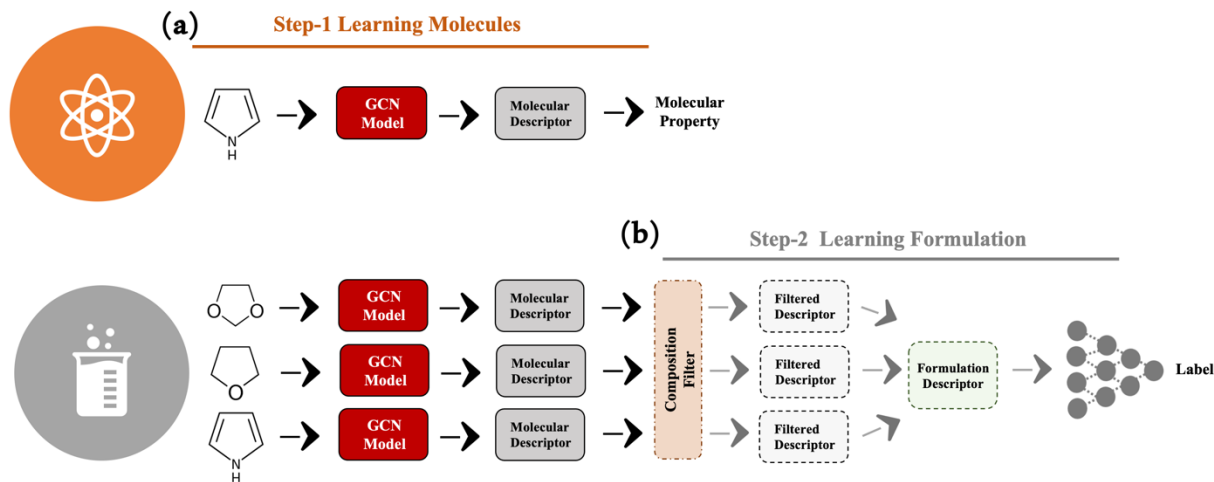 (a)
Step-1 Learning Molecules
N
H
GCN
Model
Molecular
Descriptor
Molecular
Property
(b)
Step-2 Learning Formulation
O
O
GCN
Model
Molecular
Descriptor
O
GCN
Model
Molecular
Descriptor
N
H
GCN
Model
Molecular
Descriptor
Composition
Filter
Filtered
Descriptor
Filtered
Descriptor
Filtered
Descriptor
Formulation
Descriptor
Label